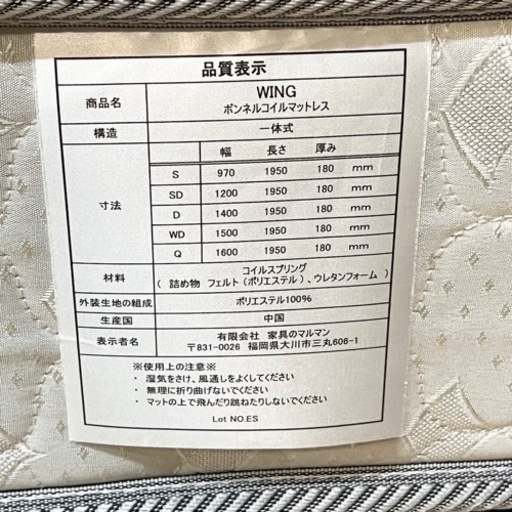 品質表示
商品名 WING
ボンネルコイルマットレス
構造 一体式
寸法 幅 長さ 厚み
S 970 1950 180 mm
SD 1200 1950 180 mm
D 1400 1950 180 mm
WD 1500 1950 180 mm
Q 1600 1950 180 mm
材料 コイルスプリング
( 詰め物 フェルト(ポリエステル)、ウレタンフォーム )
外装生地の組成 ポリエステル100%
生産国 中国
表示者名 有限会社 家具のマルマン
〒831-0026 福岡県大川市三丸606-1
※使用上の注意※
・ 湿気をさけ、風通しをよくしてください
・ 無理に折り曲げないでください
・ マットの上で飛んだり跳ねたりしないでください
Lot NO.ES